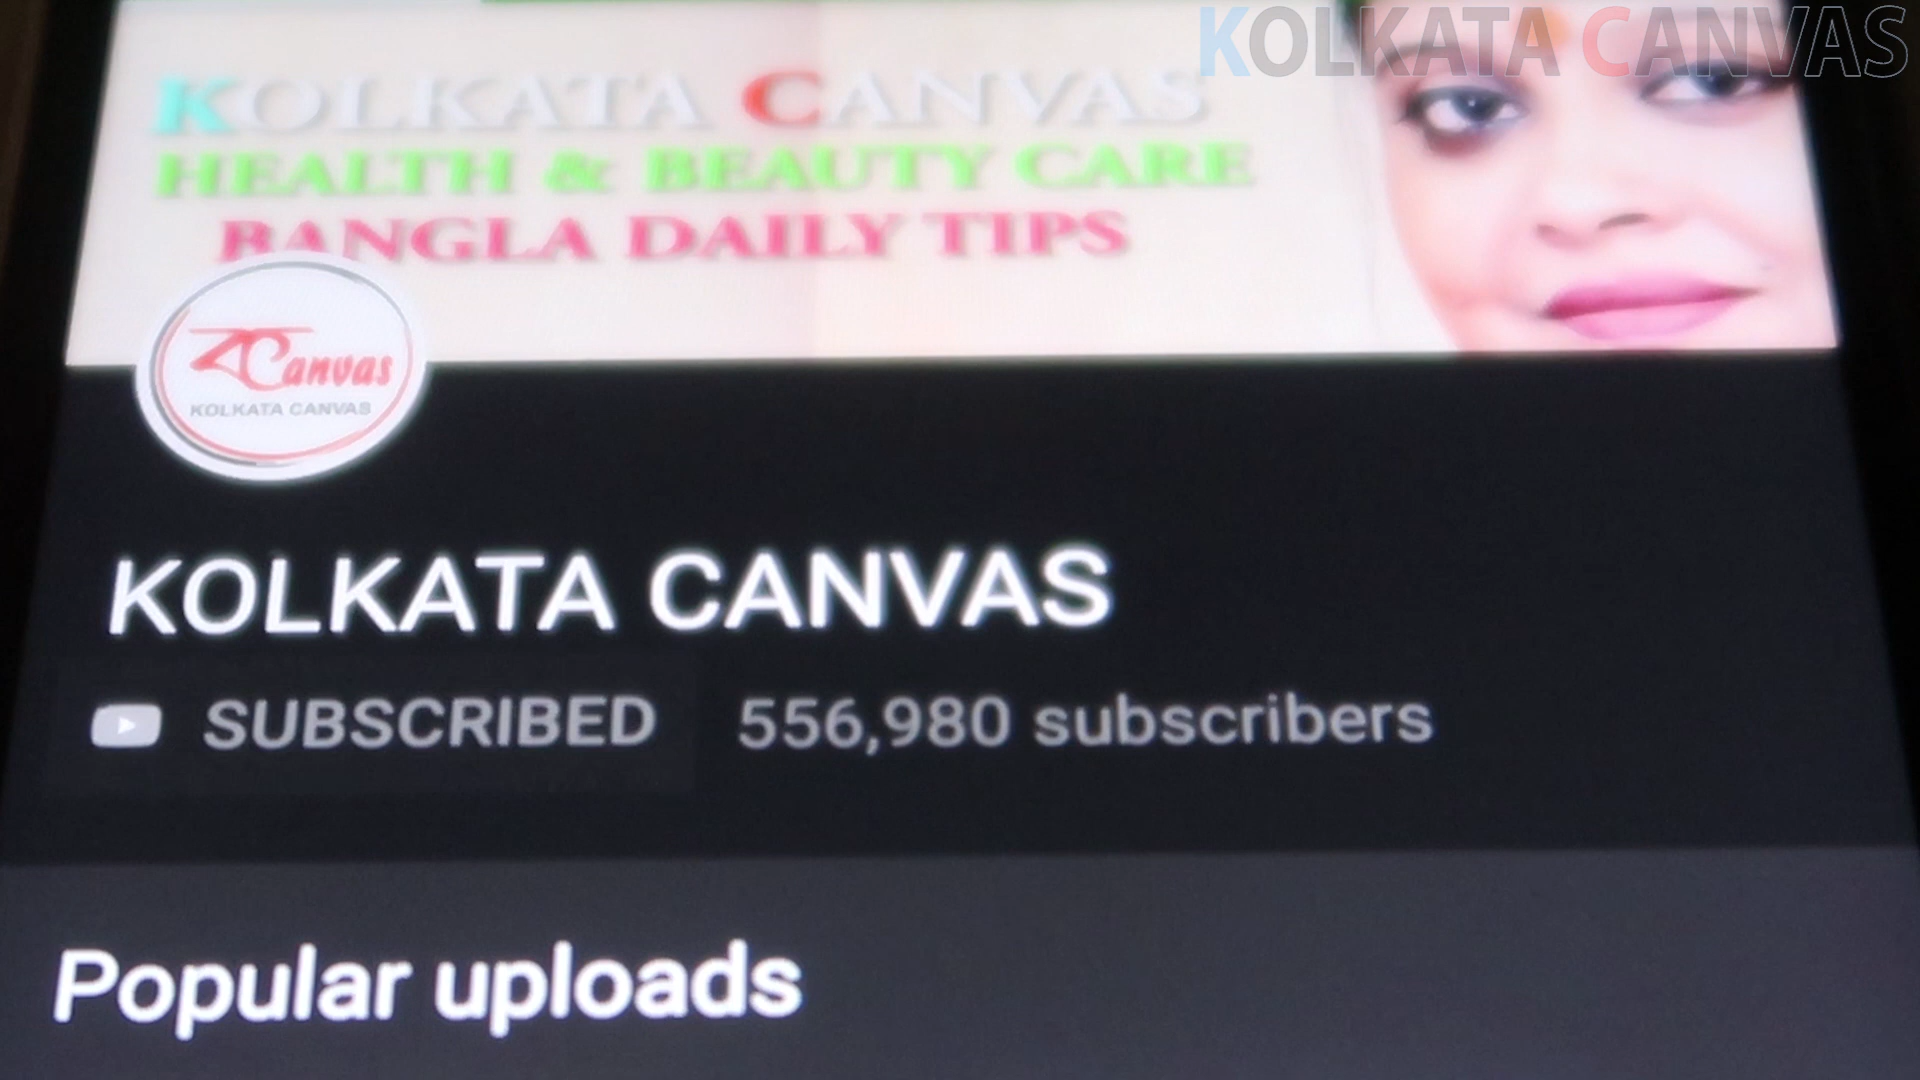 KOLKATA CANVAS
KOLKATA CANVAS
HEALTH & BEAUTY CARE
BANGLA DAILY TIPS
Canvas
KOLKATA CANVAS
KOLKATA CANVAS
SUBSCRIBED 556,980 subscribers
Popular uploads